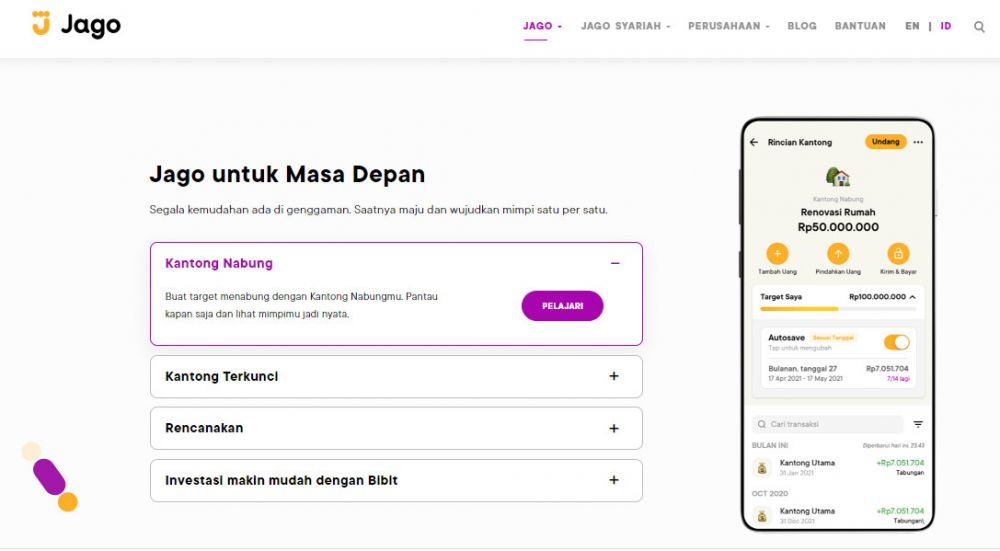 Jago
JAGO
JAGO SYARIAH
PERUSAHAAN
BLOG
BANTUAN
EN | ID
Jago untuk Masa Depan
Segala kemudahan ada di genggaman. Saatnya maju dan wujudkan mimpi satu per satu.
Kantong Nabung
Buat target menabung dengan Kantong Nabungmu. Pantau
kapan saja dan lihat mimpimu jadi nyata.
PELAJARI
Kantong Terkunci
Rencanakan
Investasi makin mudah dengan Bibit
Rincian Kantong
Undang
Kantong Nabung
Renovasi Rumah
Rp50.000.000
Tambah Uang
Pindahkan Uang
Kirim & Bayar
Target Saya
Rp100.000.000
Autosave
Sesuai Tanggal
Tap untuk mengubah
Bulanan, tanggal 27
Rp7.051.704
17 Apr 2021 - 17 May 2021
7/14 lagi
Cari transaksi
BULAN INI
Diperbarui hari ini, 23.43
Kantong Utama
+Rp7.051.704
31 Jan 2021
Tabungan
OCT 2020
Kantong Utama
+Rp7.051.704
31 Dec 2021
Tabungan\